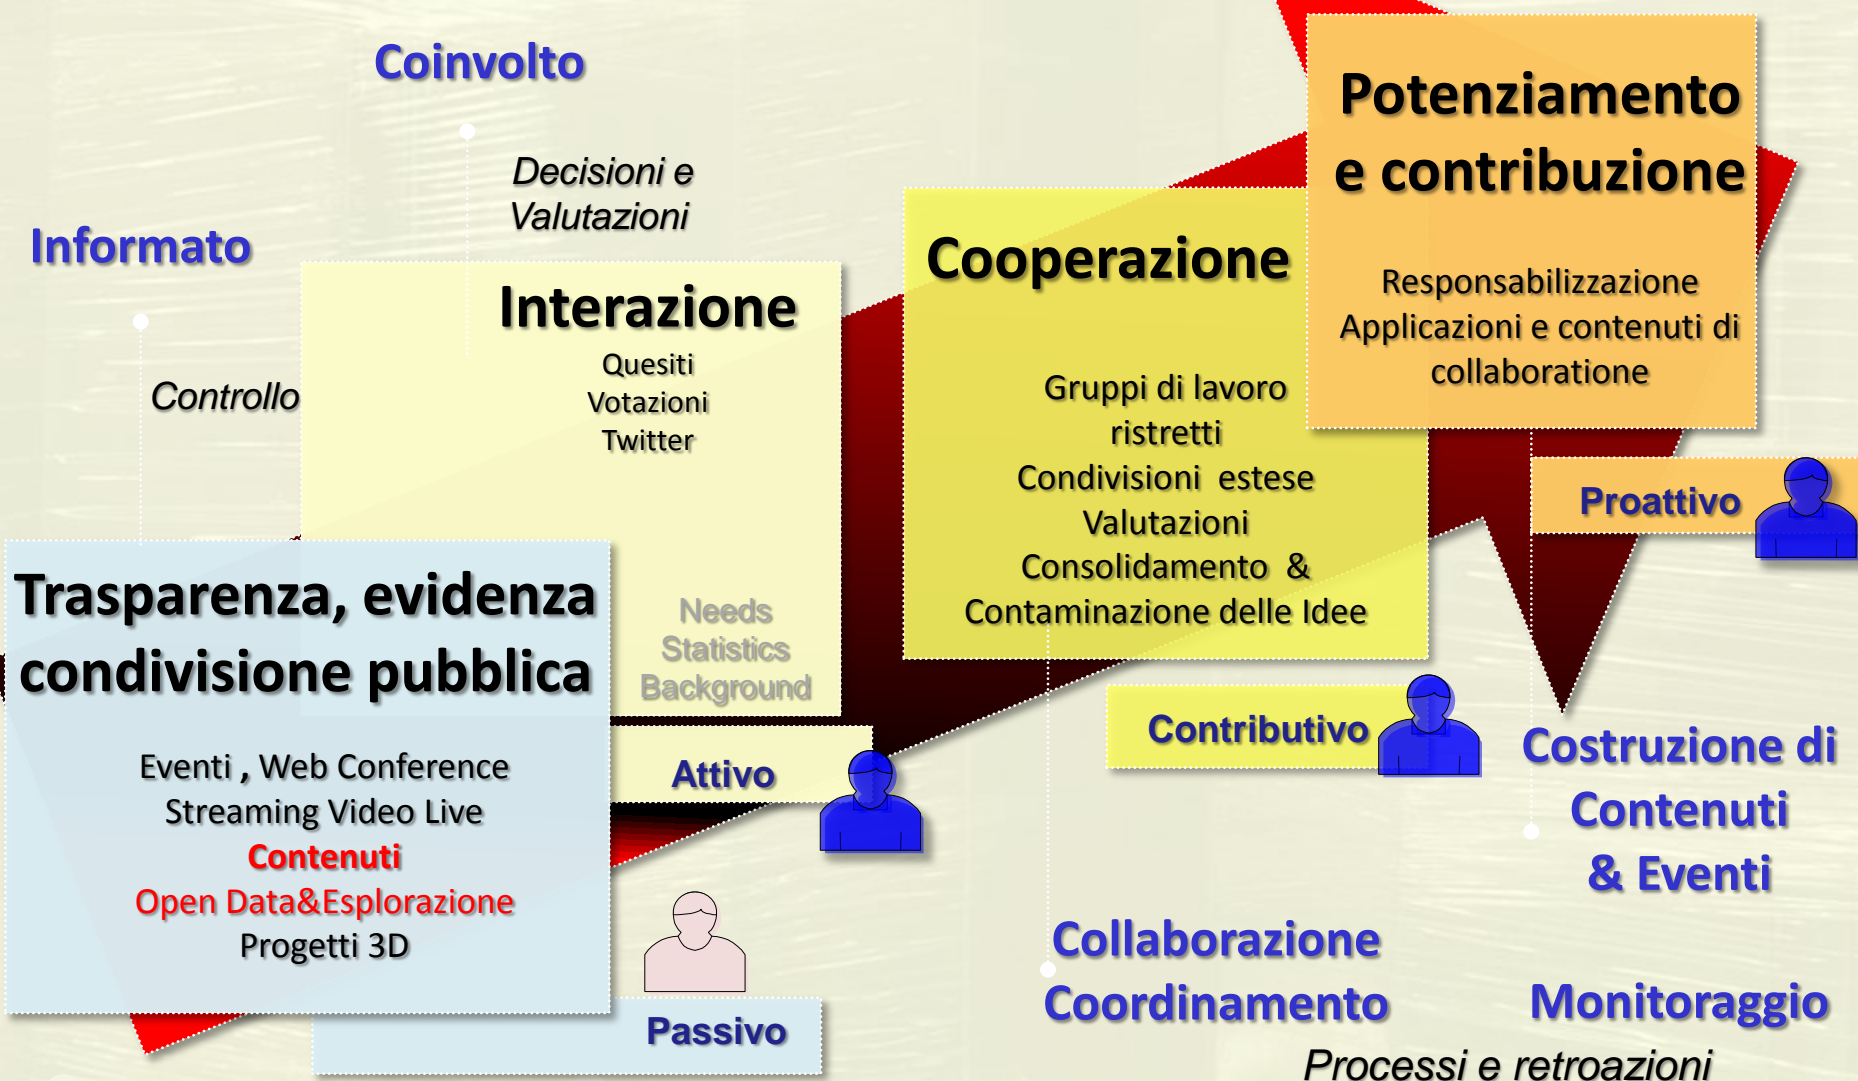 Coinvolto
Decisioni e
Valutazioni
Informato
Controllo
Interazione
Quesiti
Votazioni
Twitter
Needs
Statistics
Background
Attivo
Trasparenza, evidenza
condivisione pubblica
Eventi , Web Conference
Streaming Video Live
Contenuti
Open Data&Esplorazione
Progetti 3D
Passivo
Cooperazione
Gruppi di lavoro
ristretti
Condivisioni estese
Valutazioni
Consolidamento &
Contaminazione delle Idee
Contributivo
Collaborazione
Coordinamento
Potenziamento
e contribuzione
Responsabilizzazione
Applicazioni e contenuti di
collaboratione
Proattivo
Costruzione di
Contenuti
& Eventi
Monitoraggio
Processi e retroazioni